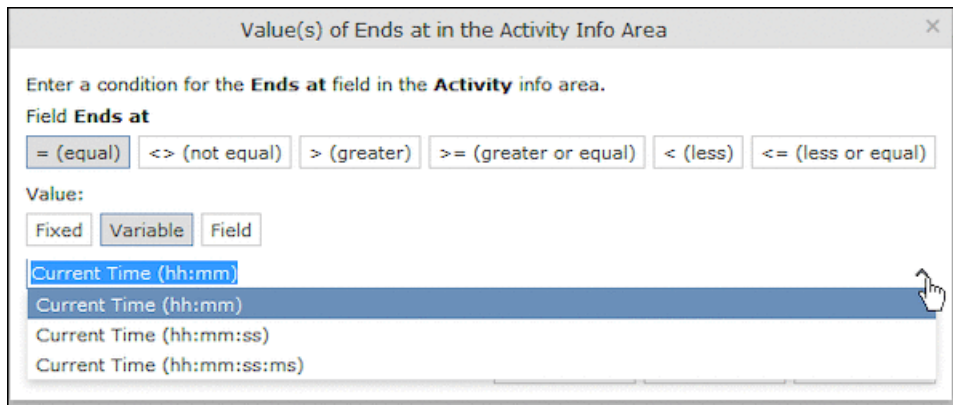 Value(s) of Ends at in the Activity Info Area
Enter a condition for the Ends at field in the Activity info area.
Field Ends at
= (equal) <> (not equal) > (greater) >= (greater or equal) < (less) <= (less or equal)
Value:
Fixed Variable Field
Current Time (hh:mm)
Current Time (hh:mm)
Current Time (hh:mm:ss)
Current Time (hh:mm:ss:ms)